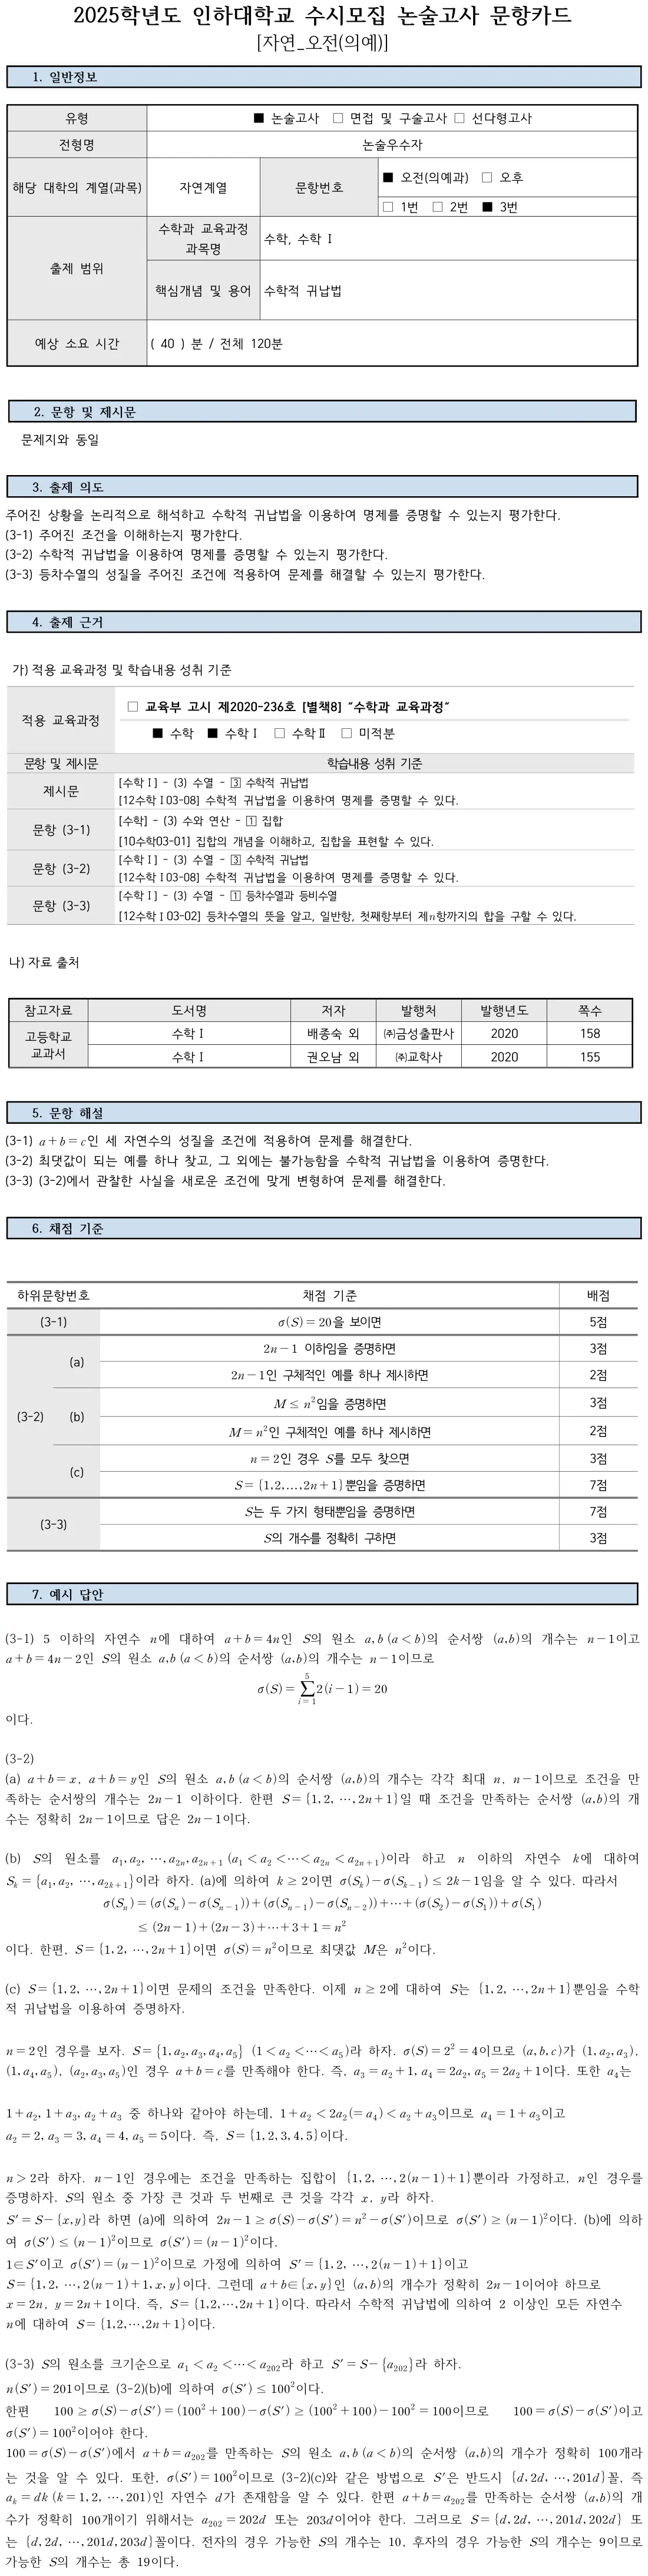 2025학년도 인하대학교 수시모집 논술고사 문항카드
[자연_오전(의예)]
1. 일반정보
유형 ■ 논술고사 □ 면접 및 구술고사 □ 선다형고사
전형명 논술우수자
해당 대학의 계열(과목) 자연계열 문항번호 ■ 오전(의예과) □ 오후
□ 1번 □ 2번 ■ 3번
출제 범위 수학과 교육과정 과목명 수학, 수학Ⅰ
핵심개념 및 용어 수학적 귀납법
예상 소요 시간 ( 40 ) 분 / 전체 120분
2. 문항 및 제시문
문제지와 동일
3. 출제 의도
주어진 상황을 논리적으로 해석하고 수학적 귀납법을 이용하여 명제를 증명할 수 있는지 평가한다.
(3-1) 주어진 조건을 이해하는지 평가한다.
(3-2) 수학적 귀납법을 이용하여 명제를 증명할 수 있는지 평가한다.
(3-3) 등차수열의 성질을 주어진 조건에 적용하여 문제를 해결할 수 있는지 평가한다.
4. 출제 근거
가) 적용 교육과정 및 학습내용 성취 기준
적용 교육과정 □ 교육부 고시 제2020-236호 [별책8] "수학과 교육과정"
■ 수학 ■ 수학Ⅰ □ 수학Ⅱ □ 미적분
문항 및 제시문 학습내용 성취 기준
제시문 [수학Ⅰ] - (3) 수열 - ③ 수학적 귀납법
[12수학Ⅰ03-08] 수학적 귀납법을 이용하여 명제를 증명할 수 있다.
문항 (3-1) [수학] - (3) 수와 연산 - ① 집합
[10수학03-01] 집합의 개념을 이해하고, 집합을 표현할 수 있다.
문항 (3-2) [수학Ⅰ] - (3) 수열 - ③ 수학적 귀납법
[12수학Ⅰ03-08] 수학적 귀납법을 이용하여 명제를 증명할 수 있다.
문항 (3-3) [수학Ⅰ] - (3) 수열 - ① 등차수열과 등비수열
[12수학Ⅰ03-02] 등차수열의 뜻을 알고, 일반항, 첫째항부터 제n항까지의 합을 구할 수 있다.
나) 자료 출처
참고자료 도서명 저자 발행처 발행년도 쪽수
고등학교 교과서 수학Ⅰ 배종숙 외 ㈜금성출판사 2020 158
수학Ⅰ 권오남 외 ㈜교학사 2020 155
5. 문항 해설
(3-1) a+b=c인 세 자연수의 성질을 조건에 적용하여 문제를 해결한다.
(3-2) 최댓값이 되는 예를 하나 찾고, 그 외에는 불가능함을 수학적 귀납법을 이용하여 증명한다.
(3-3) (3-2)에서 관찰한 사실을 새로운 조건에 맞게 변형하여 문제를 해결한다.
6. 채점 기준
하위문항번호 채점 기준 배점
(3-1) σ(S)=20을 보이면 5점
(3-2) (a) 2n-1 이하임을 증명하면 3점
2n-1인 구체적인 예를 하나 제시하면 2점
(b) M≤n²임을 증명하면 3점
M=n²인 구체적인 예를 하나 제시하면 2점
(c) n=2인 경우 S를 모두 찾으면 3점
S={1,2,...,2n+1}뿐임을 증명하면 7점
(3-3) S는 두 가지 형태뿐임을 증명하면 7점
S의 개수를 정확히 구하면 3점
7. 예시 답안
(3-1) 5 이하의 자연수 n에 대하여 a+b=4n인 S의 원소 a,b (a<b)의 순서쌍 (a,b)의 개수는 n-1이고
a+b=4n-2인 S의 원소 a,b (a<b)의 순서쌍 (a,b)의 개수는 n-1이므로
σ(S)=∑_{i=1}^{5}2(i-1)=20
이다.
(3-2)
(a) a+b=x, a+b=y인 S의 원소 a,b (a<b)의 순서쌍 (a,b)의 개수는 각각 최대 n, n-1이므로 조건을 만
족하는 순서쌍의 개수는 2n-1 이하이다. 한편 S={1,2,⋯,2n+1}일 때 조건을 만족하는 순서쌍 (a,b)의 개
수는 정확히 2n-1이므로 답은 2n-1이다.
(b) S의 원소를 a₁,a₂,⋯,a₂ₙ,a₂ₙ₊₁ (a₁<a₂<⋯<a₂ₙ<a₂ₙ₊₁)이라 하고 n 이하의 자연수 k에 대하여
Sₖ={a₁,a₂,⋯,a₂ₖ₊₁}이라 하자. (a)에 의하여 k≥2이면 σ(Sₖ)-σ(Sₖ₋₁)≤2k-1임을 알 수 있다. 따라서
σ(Sₙ)=(σ(Sₙ)-σ(Sₙ₋₁))+(σ(Sₙ₋₁)-σ(Sₙ₋₂))+⋯+(σ(S₂)-σ(S₁))+σ(S₁)
≤(2n-1)+(2n-3)+⋯+3+1=n²
이다. 한편, S={1,2,⋯,2n+1}이면 σ(S)=n²이므로 최댓값 M은 n²이다.
(c) S={1,2,⋯,2n+1}이면 문제의 조건을 만족한다. 이제 n≥2에 대하여 S는 {1,2,⋯,2n+1}뿐임을 수학
적 귀납법을 이용하여 증명하자.
n=2인 경우를 보자. S={1,a₂,a₃,a₄,a₅} (1<a₂<⋯<a₅)라 하자. σ(S)=2²=4이므로 (a,b,c)가 (1,a₂,a₃),
(1,a₄,a₅), (a₂,a₃,a₅)인 경우 a+b=c를 만족해야 한다. 즉, a₃=a₂+1, a₄=2a₂, a₅=2a₂+1이다. 또한 a₄는
1+a₂, 1+a₃, a₂+a₃ 중 하나와 같아야 하는데, 1+a₂<2a₂(=a₄)<a₂+a₃이므로 a₄=1+a₃이고
a₂=2, a₃=3, a₄=4, a₅=5이다. 즉, S={1,2,3,4,5}이다.
n>2라 하자. n-1인 경우에는 조건을 만족하는 집합이 {1,2,⋯,2(n-1)+1}뿐이라 가정하고, n인 경우를
증명하자. S의 원소 중 가장 큰 것과 두 번째로 큰 것을 각각 x, y라 하자.
S′=S-{x,y}라 하면 (a)에 의하여 2n-1≥σ(S)-σ(S′)=n²-σ(S′)이므로 σ(S′)≥(n-1)²이다. (b)에 의하
여 σ(S′)≤(n-1)²이므로 σ(S′)=(n-1)²이다.
1∈S′이고 σ(S′)=(n-1)²이므로 가정에 의하여 S′={1,2,⋯,2(n-1)+1}이고
S={1,2,⋯,2(n-1)+1,x,y}이다. 그런데 a+b∈{x,y}인 (a,b)의 개수가 정확히 2n-1이어야 하므로
x=2n, y=2n+1이다. 즉, S={1,2,⋯,2n+1}이다. 따라서 수학적 귀납법에 의하여 2 이상인 모든 자연수
n에 대하여 S={1,2,⋯,2n+1}이다.
(3-3) S의 원소를 크기순으로 a₁<a₂<⋯<a₂₀₂라 하고 S′=S-{a₂₀₂}라 하자.
n(S′)=201이므로 (3-2)(b)에 의하여 σ(S′)≤100²이다.
한편 100≥σ(S)-σ(S′)=(100²+100)-σ(S′)≥(100²+100)-100²=100이므로 100=σ(S)-σ(S′)이고
σ(S′)=100²이어야 한다.
100=σ(S)-σ(S′)에서 a+b=a₂₀₂를 만족하는 S의 원소 a,b (a<b)의 순서쌍 (a,b)의 개수가 정확히 100개라
는 것을 알 수 있다. 또한, σ(S′)=100²이므로 (3-2)(c)와 같은 방법으로 S′은 반드시 {d,2d,⋯,201d}꼴, 즉
aₖ=dk (k=1,2,⋯,201)인 자연수 d가 존재함을 알 수 있다. 한편 a+b=a₂₀₂를 만족하는 순서쌍 (a,b)의 개
수가 정확히 100개이기 위해서는 a₂₀₂=202d 또는 203d이어야 한다. 그러므로 S={d,2d,⋯,201d,202d} 또
는 {d,2d,⋯,201d,203d}꼴이다. 전자의 경우 가능한 S의 개수는 10, 후자의 경우 가능한 S의 개수는 9이므로
가능한 S의 개수는 총 19이다.